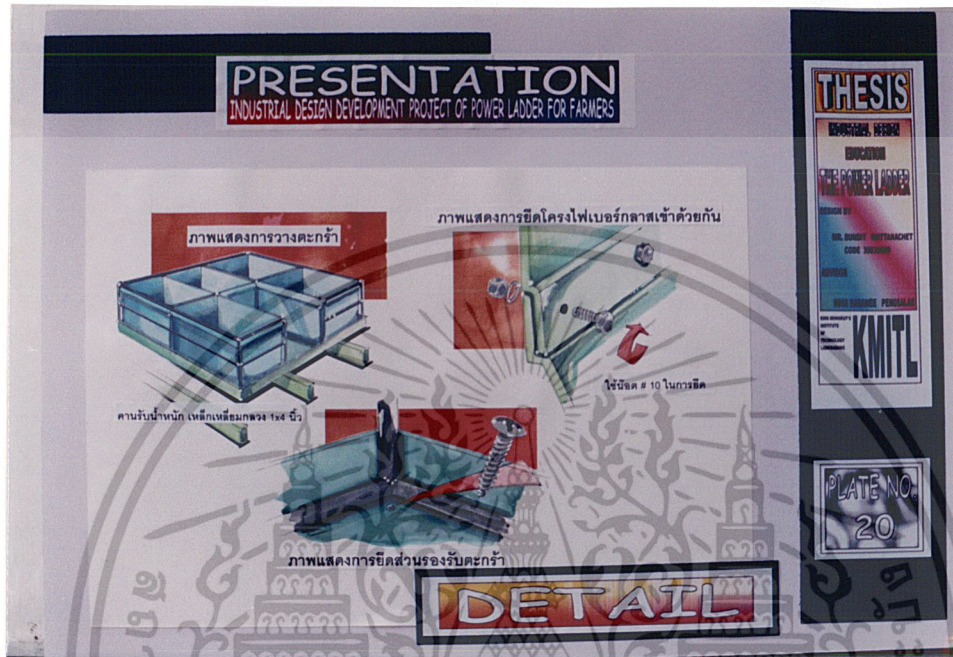 PRESENTATION
INDUSTRIAL DESIGN DEVELOPMENT PROJECT OF POWER LADDER FOR FARMERS
ภาพแสดงการวางตะกร้า
คานรับน้ำหนัก เหล็กเหลี่ยมกลวง 1x4 นิ้ว
ภาพแสดงการยึดโครงไฟเบอร์กลาสเข้าด้วยกัน
ใช้น๊อต # 10 ในการยึด
ภาพแสดงการยึดส่วนรองรับตะกร้า
DETAIL
THESIS
INDUSTRIAL DESIGN
EDUCATION
THE POWER LADDER
DESIGN BY
MR.
CODE
KMITL
PLATE NO.
20